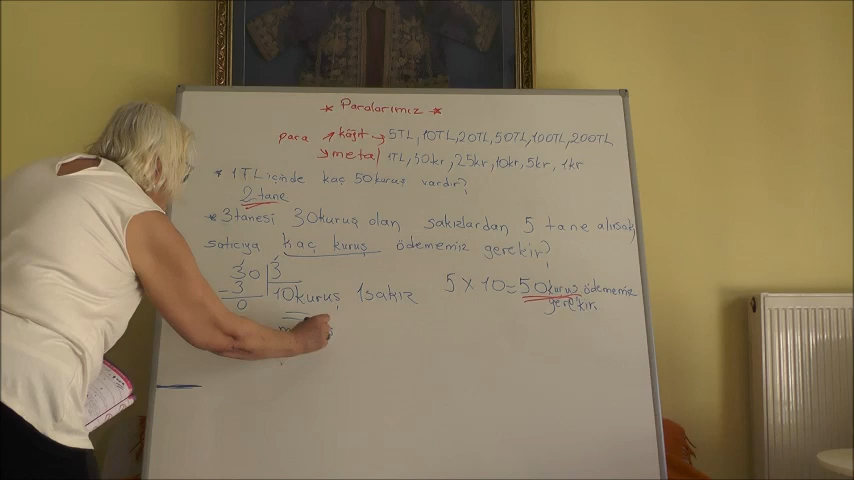 * Paralarımız *
para ↗ kâğıt → 5TL, 10TL, 20TL, 50TL, 100TL, 200TL,
↘ metal 1TL, 50kr, 25kr, 10kr, 5kr, 1kr
* 1TL içinde kaç 50kuruş vardır?
2 tane
* 3tanesi 30kuruş olan sakızlardan 5 tane alırsak,
satıcıya kaç kuruş ödememiz gerekir?
30 | 3
- 3 10kuruş 1sakız 5 x 10 = 50kuruş ödememiz
0 gerekir.